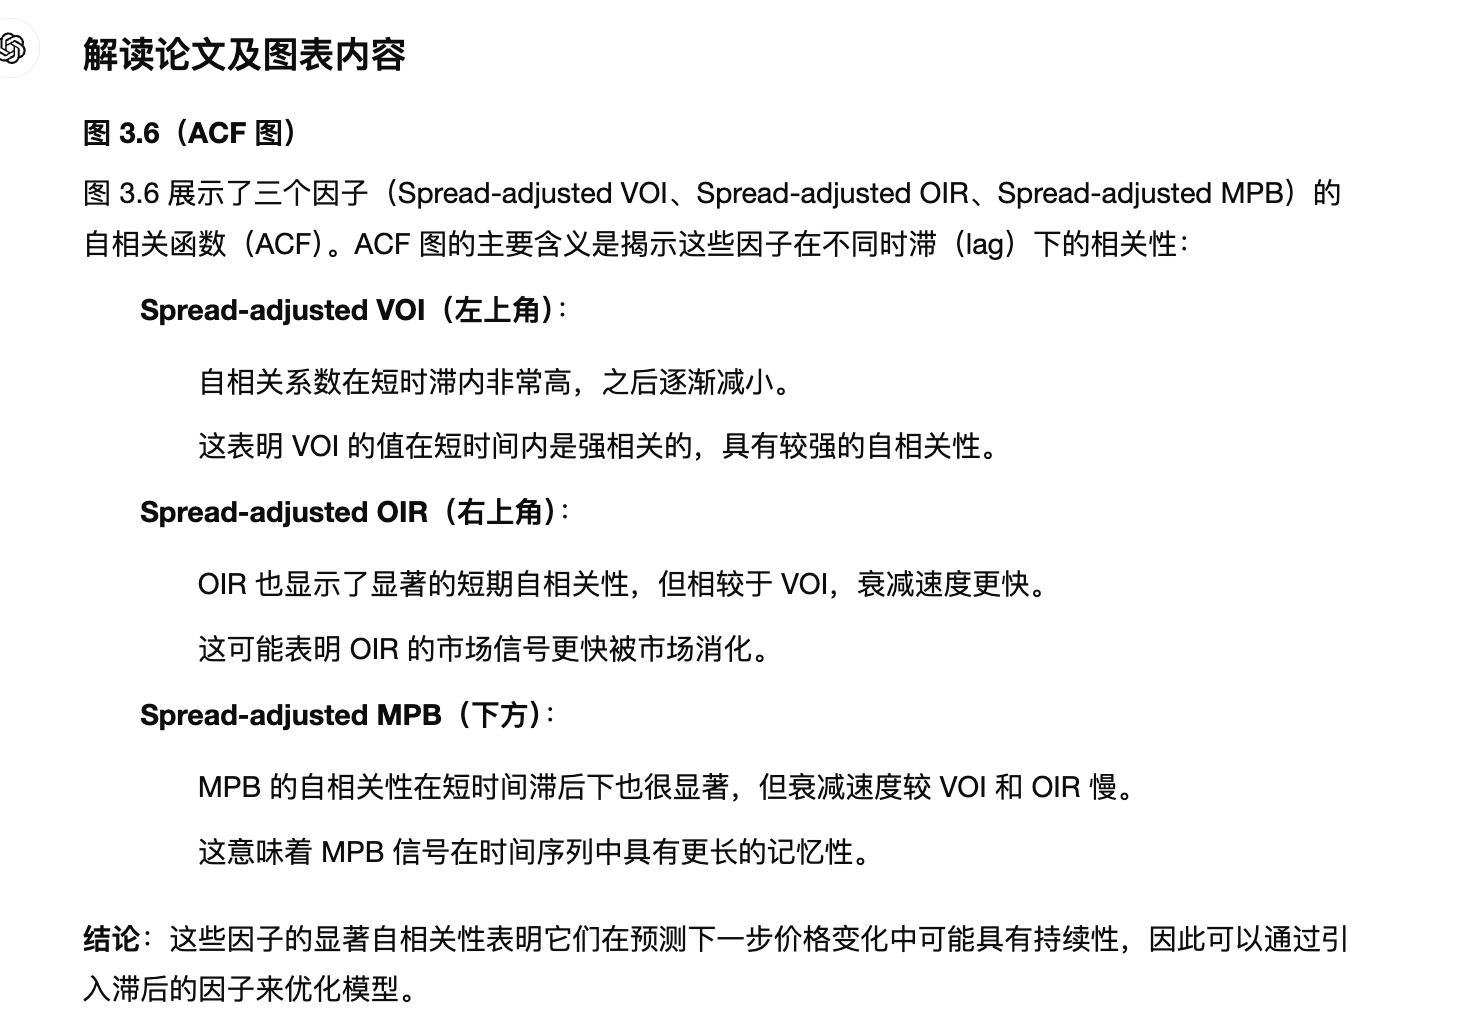 解读论文及图表内容
图 3.6（ACF 图）
图 3.6 展示了三个因子（Spread-adjusted VOI、Spread-adjusted OIR、Spread-adjusted MPB）的
自相关函数（ACF）。ACF 图的主要含义是揭示这些因子在不同时滞（lag）下的相关性：
Spread-adjusted VOI（左上角）：
自相关系数在短时滞内非常高，之后逐渐减小。
这表明 VOI 的值在短时间内是强相关的，具有较强的自相关性。
Spread-adjusted OIR（右上角）：
OIR 也显示了显著的短期自相关性，但相较于 VOI，衰减速度更快。
这可能表明 OIR 的市场信号更快被市场消化。
Spread-adjusted MPB（下方）：
MPB 的自相关性在短时间滞后下也很显著，但衰减速度较 VOI 和 OIR 慢。
这意味着 MPB 信号在时间序列中具有更长的记忆性。
结论：这些因子的显著自相关性表明它们在预测下一步价格变化中可能具有持续性，因此可以通过引
入滞后的因子来优化模型。